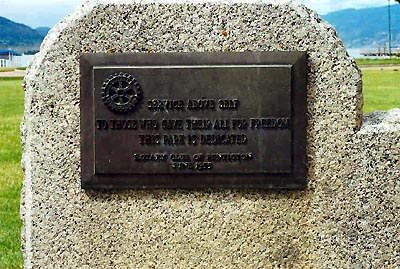 SERVICE ABOVE SELF
TO THOSE WHO GAVE THEIR ALL FOR FREEDOM
THIS PARK IS DEDICATED
ROTARY CLUB OF PENTICTON
JUNE